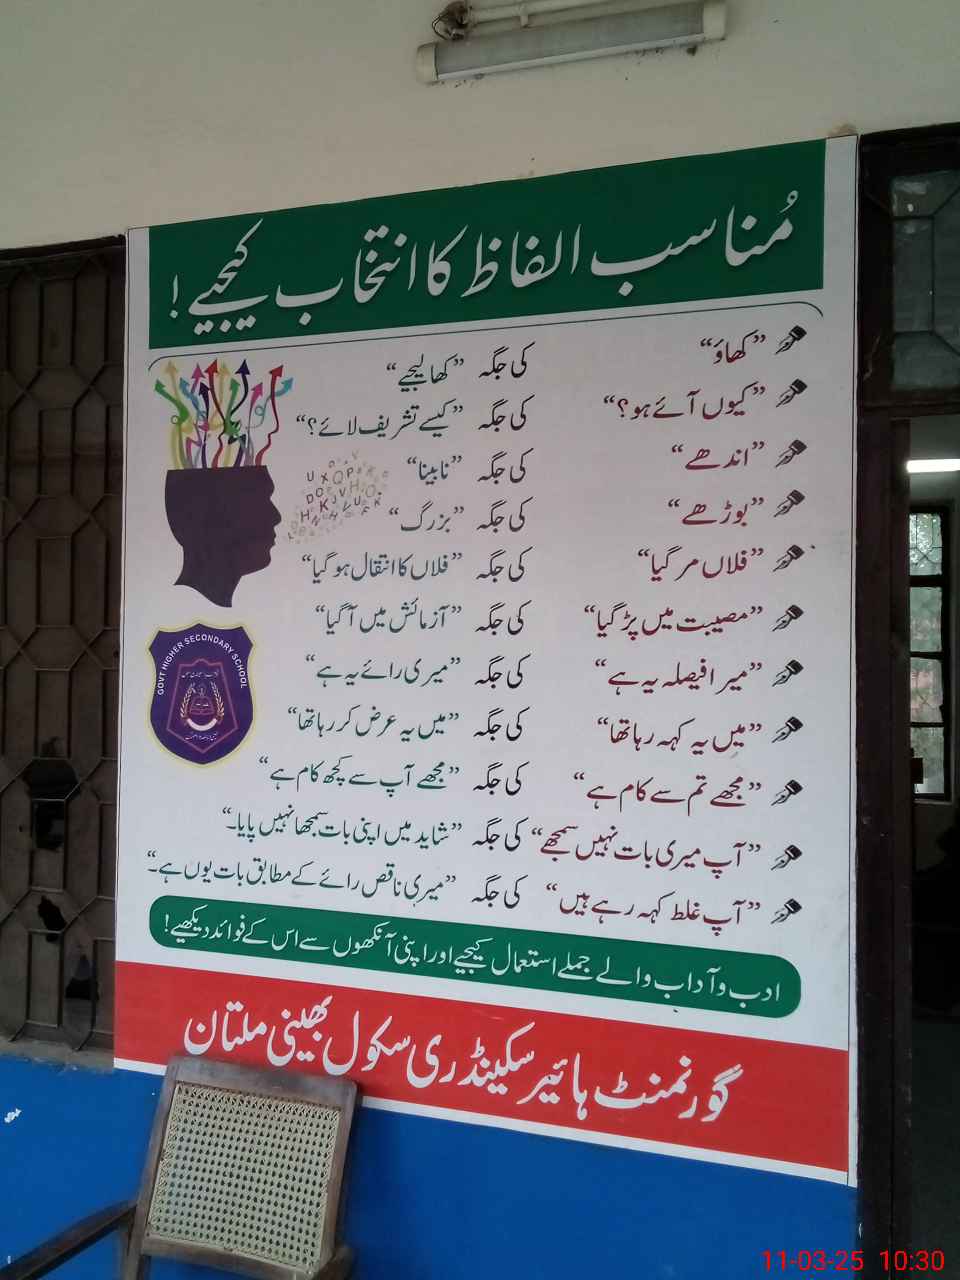 مُناسب الفاظ کا انتخاب کیجیے!
”کھاؤ“ کی جگہ ”کھا لیجیے“
”کیوں آئے ہو؟“ کی جگہ ”کیسے تشریف لائے؟“
”اندھے“ کی جگہ ”نابینا“
”بوڑھے“ کی جگہ ”بزرگ“
”فلاں مر گیا“ کی جگہ ”فلاں کا انتقال ہو گیا“
”مصیبت میں پڑ گیا“ کی جگہ ”آزمائش میں آ گیا“
”میرا فیصلہ یہ ہے“ کی جگہ ”میری رائے یہ ہے“
”میں یہ کہہ رہا تھا“ کی جگہ ”میں یہ عرض کر رہا تھا“
”مجھے تم سے کام ہے“ کی جگہ ”مجھے آپ سے کچھ کام ہے“
”آپ میری بات نہیں سمجھے“ کی جگہ ”شاید میں اپنی بات سمجھا نہیں پایا۔“
”آپ غلط کہہ رہے ہیں“ کی جگہ ”میری ناقص رائے کے مطابق بات یوں ہے۔“
GOVT HIGHER SECONDARY SCHOOL
ادب و آداب والے جملے استعمال کیجیے اور اپنی آنکھوں سے اس کے فوائد دیکھیے!
گورنمنٹ ہائیر سکینڈری سکول بھینی ملتان
11-03-25 10:30